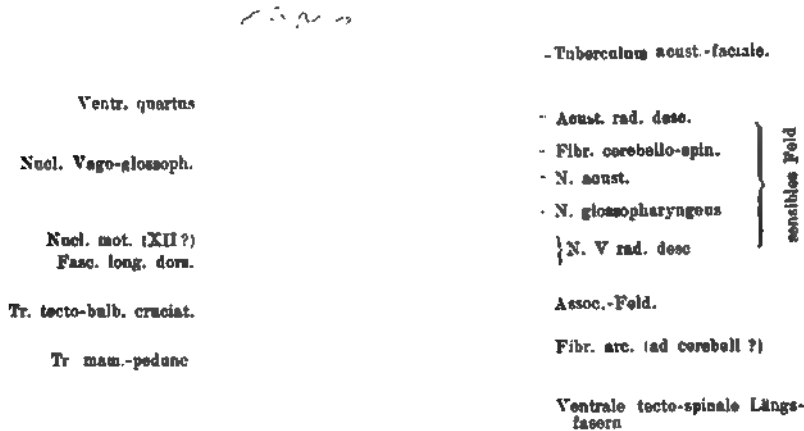 Tuberculum acust.-faciale.
Ventr. quartus
Acust. rad. desc.
Fibr. cerebello-spin.
Nucl. Vago-glossoph.
N. acust.
N. glossopharyngeus
sensibles Feld
Nucl. mot. (XII ?)
N. V rad. desc
Fasc. long. dors.
Tr. tecto-bulb. cruciat.
Assoc.-Feld.
Fibr. arc. (ad cerebell ?)
Tr mam.-pedunc
Ventrale tecto-spinale Längs-
fasern